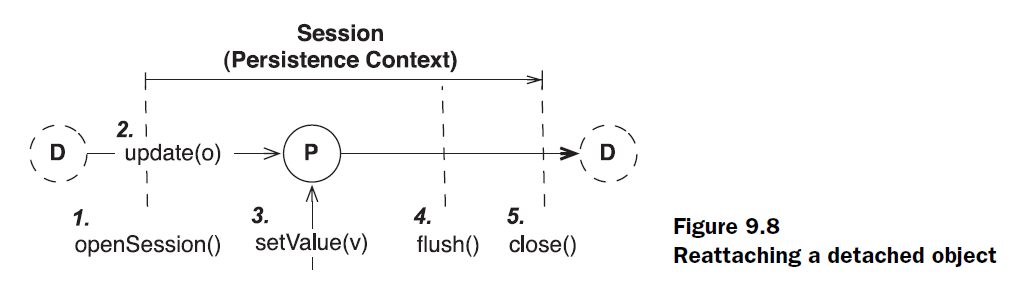 Session
(Persistence Context)
D
2.
update(o)
P
D
1.
openSession()
3.
setValue(v)
4.
flush()
5.
close()
Figure 9.8
Reattaching a detached object